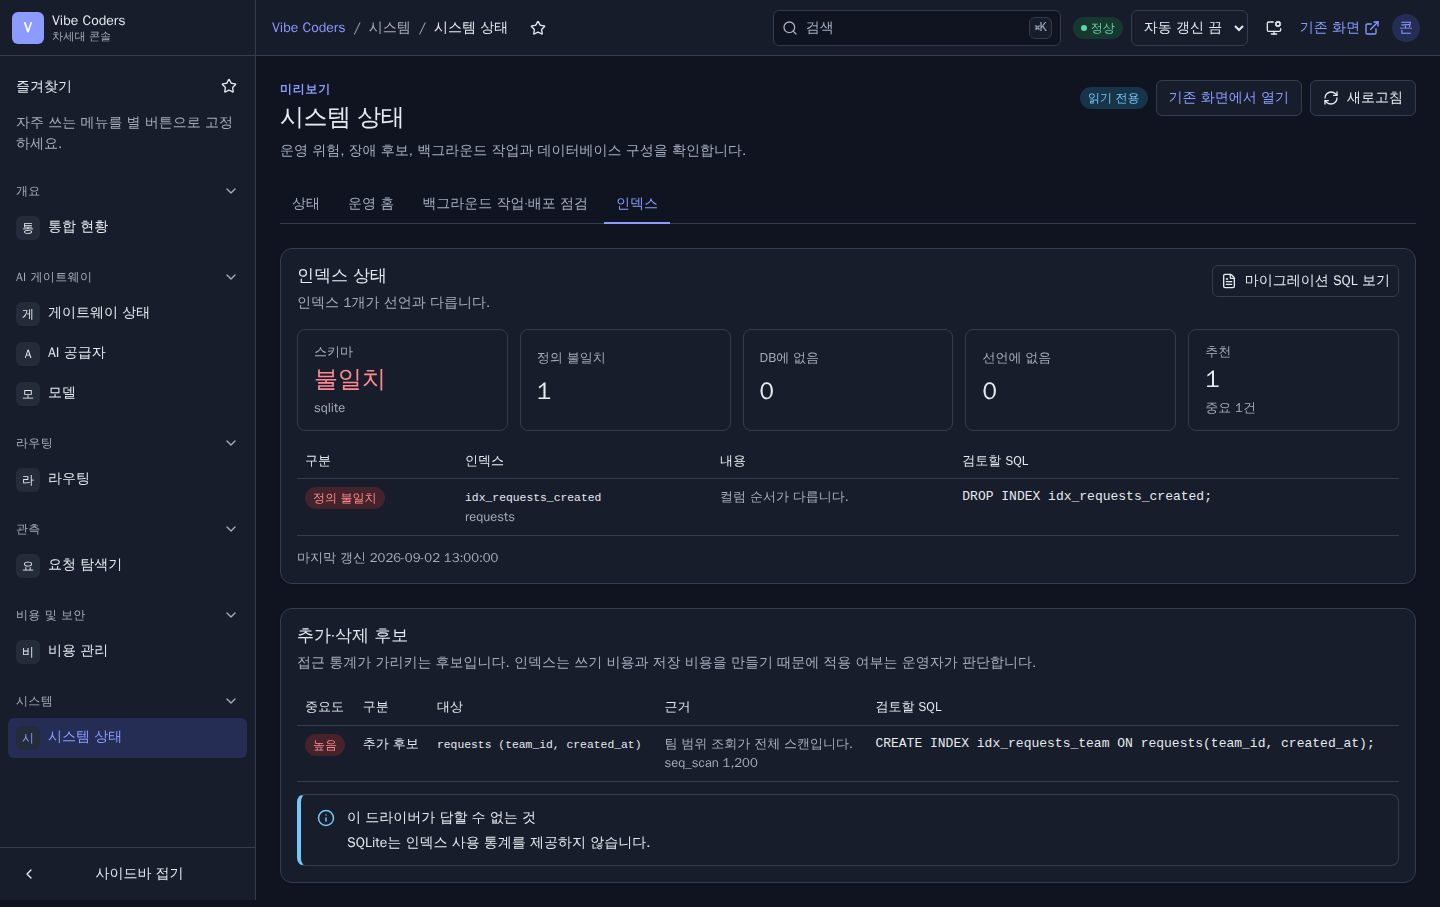 V
Vibe Coders
차세대 콘솔
Vibe Coders / 시스템 / 시스템 상태
검색
⌘K
정상
자동 갱신 끔
기존 화면
콘
즐겨찾기
자주 쓰는 메뉴를 별 버튼으로 고정
하세요.
개요
통 통합 현황
AI 게이트웨이
게 게이트웨이 상태
A AI 공급자
모 모델
라우팅
라 라우팅
관측
요 요청 탐색기
비용 및 보안
비 비용 관리
시스템
시 시스템 상태
사이드바 접기
미리보기
시스템 상태
운영 위험, 장애 후보, 백그라운드 작업과 데이터베이스 구성을 확인합니다.
읽기 전용
기존 화면에서 열기
새로고침
상태 운영 홈 백그라운드 작업·배포 점검 인덱스
인덱스 상태
인덱스 1개가 선언과 다릅니다.
마이그레이션 SQL 보기
스키마
불일치
sqlite
정의 불일치
1
DB에 없음
0
선언에 없음
0
추천
1
중요 1건
구분 인덱스 내용 검토할 SQL
정의 불일치 idx_requests_created 컬럼 순서가 다릅니다. DROP INDEX idx_requests_created;
requests
마지막 갱신 2026-09-02 13:00:00
추가·삭제 후보
접근 통계가 가리키는 후보입니다. 인덱스는 쓰기 비용과 저장 비용을 만들기 때문에 적용 여부는 운영자가 판단합니다.
중요도 구분 대상 근거 검토할 SQL
높음 추가 후보 requests (team_id, created_at) 팀 범위 조회가 전체 스캔입니다. CREATE INDEX idx_requests_team ON requests(team_id, created_at);
seq_scan 1,200
이 드라이버가 답할 수 없는 것
SQLite는 인덱스 사용 통계를 제공하지 않습니다.